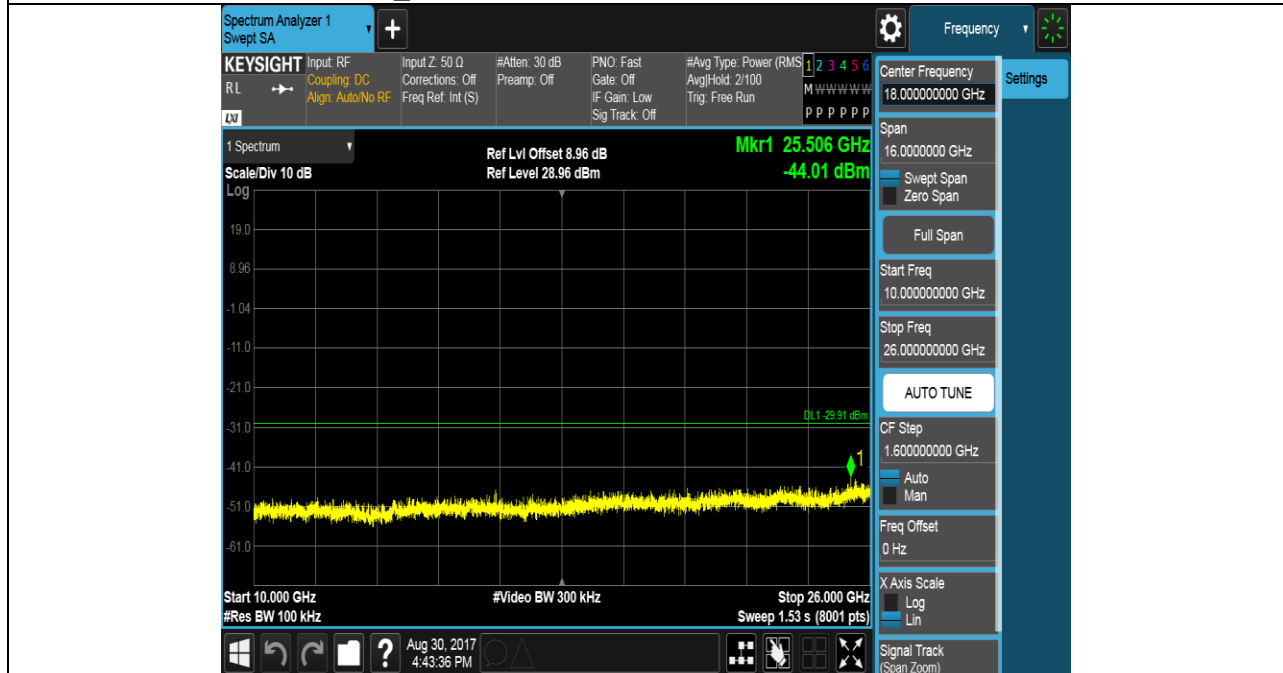 Spectrum Analyzer 1
Swept SA
+
Frequency
KEYSIGHT
RL
LXI
Input: RF
Coupling: DC
Align: Auto/No RF
Input Z: 50 Ω
Corrections: Off
Freq Ref: Int (S)
#Atten: 30 dB
Preamp: Off
PNO: Fast
Gate: Off
IF Gain: Low
Sig Track: Off
#Avg Type: Power (RMS
Avg|Hold: 2/100
Trig: Free Run
1 2 3 4 5 6
M W W W W W
P P P P P P
1 Spectrum
Scale/Div 10 dB
Ref Lvl Offset 8.96 dB
Ref Level 28.96 dBm
Mkr1 25.506 GHz
-44.01 dBm
Log
19.0
8.96
-1.04
-11.0
-21.0
-31.0
-41.0
-51.0
-61.0
DL1 -29.91 dBm
1
Start 10.000 GHz
#Res BW 100 kHz
#Video BW 300 kHz
Stop 26.000 GHz
Sweep 1.53 s (8001 pts)
?
Aug 30, 2017
4:43:36 PM
Center Frequency
18.000000000 GHz
Settings
Span
16.0000000 GHz
Swept Span
Zero Span
Full Span
Start Freq
10.000000000 GHz
Stop Freq
26.000000000 GHz
AUTO TUNE
CF Step
1.600000000 GHz
Auto
Man
Freq Offset
0 Hz
X Axis Scale
Log
Lin
Signal Track
(Span Zoom)